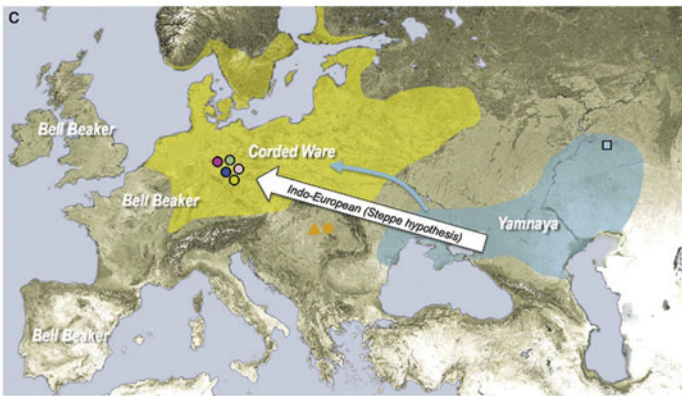 C
Bell Beaker
Corded Ware
Bell Beaker
Indo-European (Steppe hypothesis)
Yamnaya
Bell Beaker